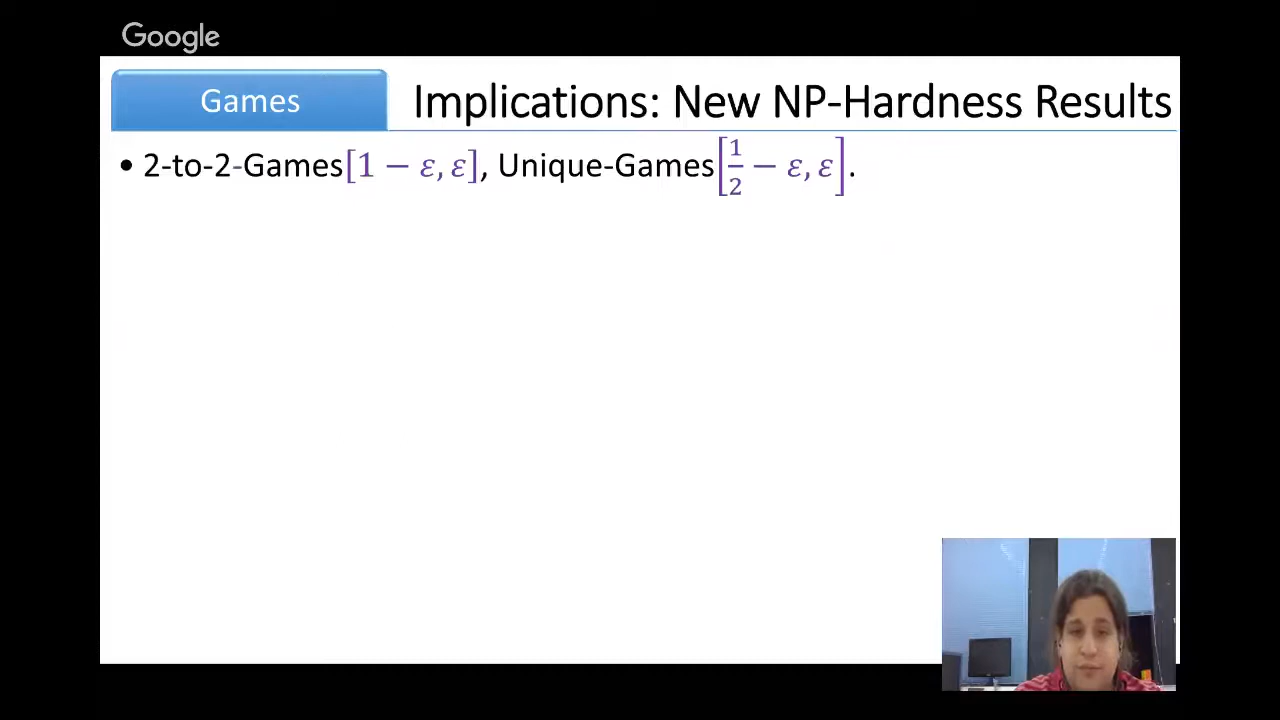 Google
Games
Implications: New NP-Hardness Results
• 2-to-2-Games[1 − ε, ε], Unique-Games[1/2 − ε, ε].